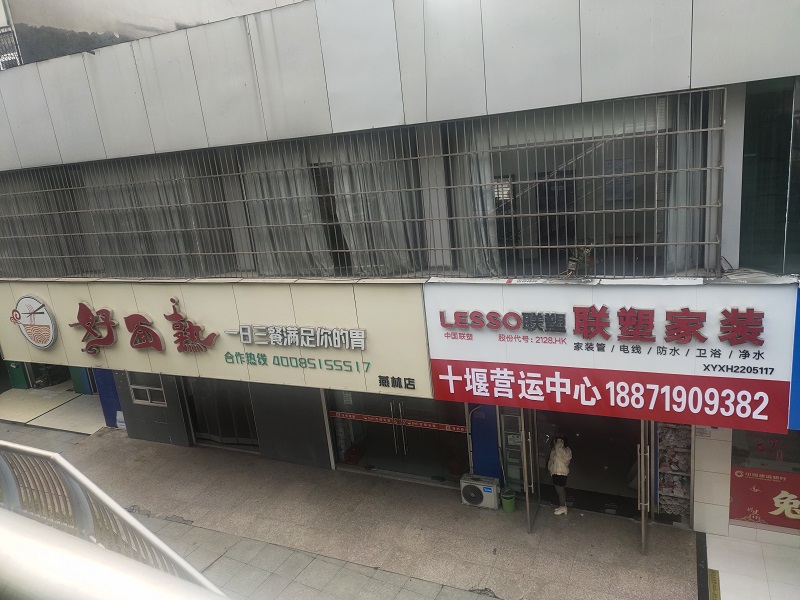 好面熟
一日三餐满足你的胃
合作热线 4008515517
燕林店
LESSO联塑
中国联塑
股份代号：2128.HK
联塑家装
家装管 / 电线 / 防水 / 卫浴 / 净水
XYXH2205117
十堰营运中心 18871909382
兔